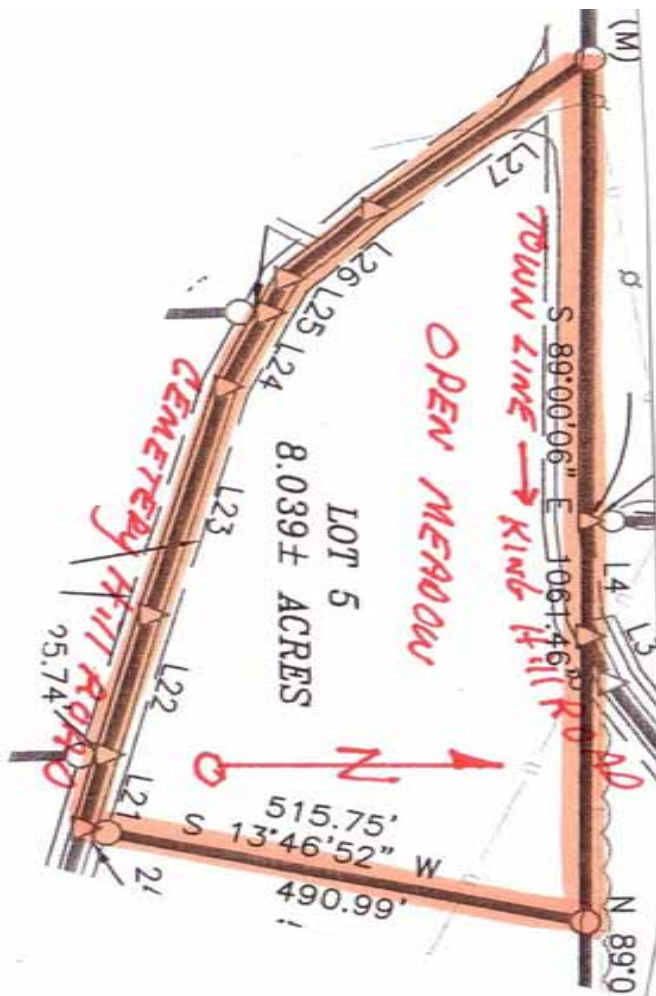 (M)
L27
L26
L25
L24
L23
L22
L21
L4
L3
TOWN LINE → KING Hill ROAD
S 89°00'06" E 1061.46'
OPEN MEADOW
LOT 5
8.039± ACRES
CEMETERY Hill ROAD
25.74'
N
515.75'
S 13°46'52" W
490.99'
2'
N 89°0